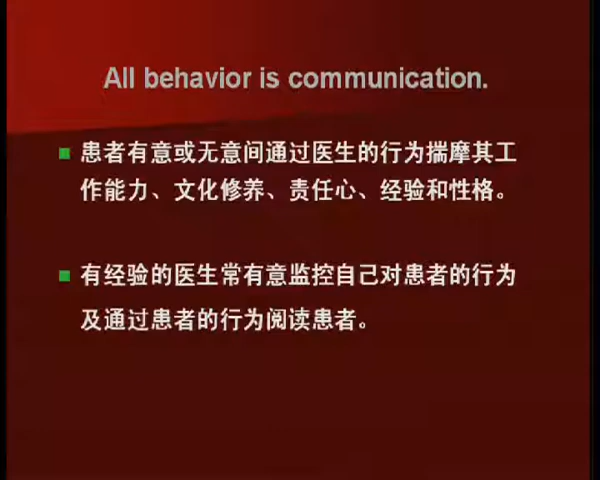 All behavior is communication.
患者有意或无意间通过医生的行为揣摩其工
作能力、文化修养、责任心、经验和性格。
有经验的医生常有意监控自己对患者的行为
及通过患者的行为阅读患者。